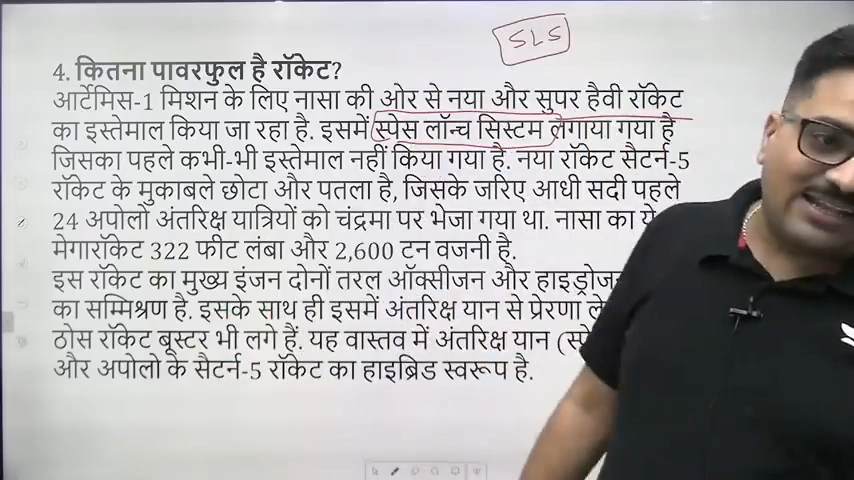 SLS
4. कितना पावरफुल है रॉकेट?
आर्टेमिस-1 मिशन के लिए नासा की ओर से नया और सुपर हैवी रॉकेट
का इस्तेमाल किया जा रहा है. इसमें स्पेस लॉन्च सिस्टम लगाया गया है
जिसका पहले कभी-भी इस्तेमाल नहीं किया गया है. नया रॉकेट सैटर्न-5
रॉकेट के मुकाबले छोटा और पतला है, जिसके जरिए आधी सदी पहले
24 अपोलो अंतरिक्ष यात्रियों को चंद्रमा पर भेजा गया था. नासा का ये
मेगारॉकेट 322 फीट लंबा और 2,600 टन वजनी है.
इस रॉकेट का मुख्य इंजन दोनों तरल ऑक्सीजन और
का सम्मिश्रण है. इसके साथ ही इसमें अंतरिक्ष यान से प्रेरणा
ठोस रॉकेट बूस्टर भी लगे हैं. यह वास्तव में अंतरिक्ष यान
और अपोलो के सैटर्न-5 रॉकेट का हाइब्रिड स्वरूप है.